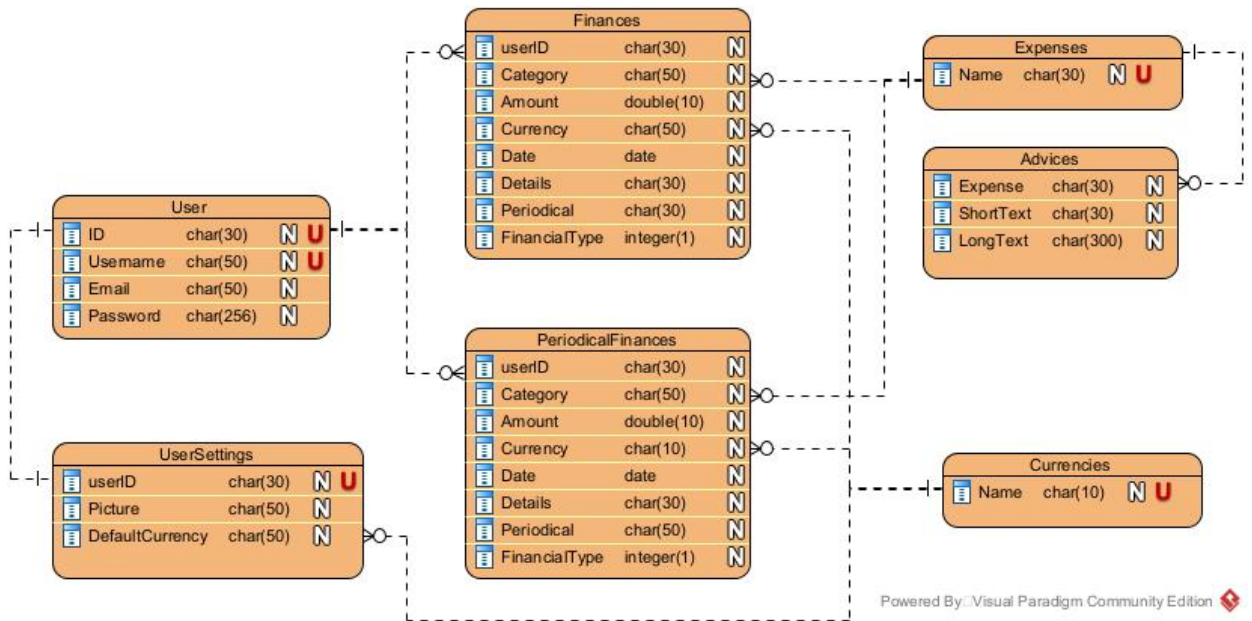 Finances
userID char(30) N
Category char(50) N
Amount double(10) N
Currency char(50) N
Date date N
Details char(30) N
Periodical char(30) N
FinancialType integer(1) N
Expenses
Name char(30) N U
Advices
Expense char(30) N
ShortText char(30) N
LongText char(300) N
User
ID char(30) N U
Username char(50) N U
Email char(50) N
Password char(256) N
PeriodicalFinances
userID char(30) N
Category char(50) N
Amount double(10) N
Currency char(10) N
Date date N
Details char(30) N
Periodical char(50) N
FinancialType integer(1) N
UserSettings
userID char(30) N U
Picture char(50) N
DefaultCurrency char(50) N
Currencies
Name char(10) N U
Powered By Visual Paradigm Community Edition